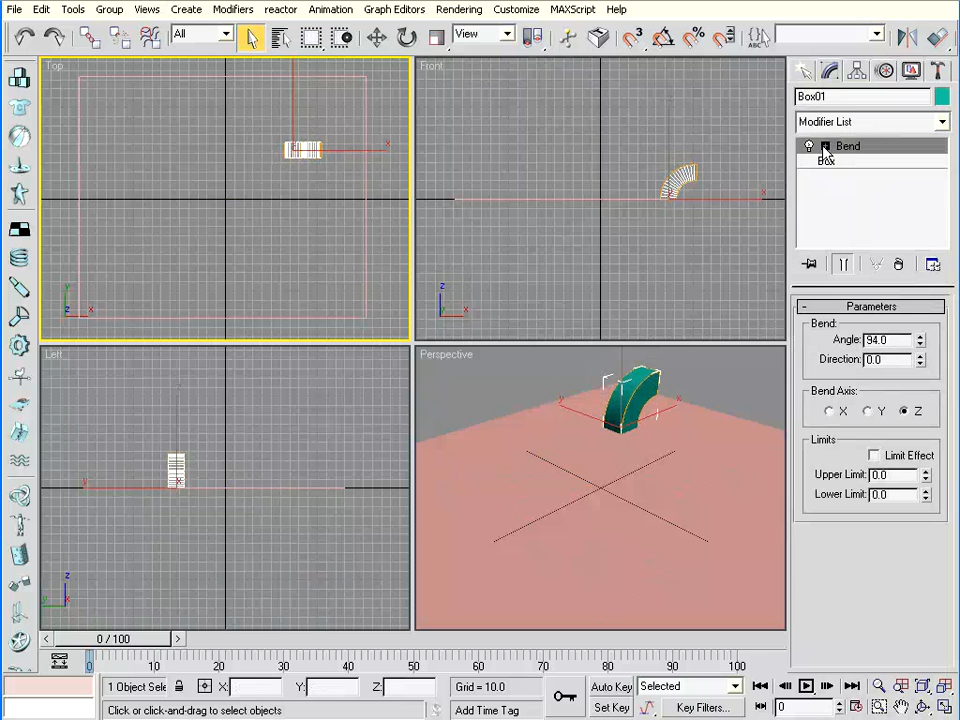 File Edit Tools Group Views Create Modifiers reactor Animation Graph Editors Rendering Customize MAXScript Help
All View
Top
Front
Left
Perspective
x
x
y
z x
z
x
y x
z
y
y x
Box01
Modifier List
Bend
Box
- Parameters
Bend:
Angle: 94.0
Direction: 0.0
Bend Axis:
X Y Z
Limits
Limit Effect
Upper Limit: 0.0
Lower Limit: 0.0
< 0 / 100 >
0 10 20 30 40 50 60 70 80 90 100
1 Object Sele X: Y: Z: Grid = 10.0 Auto Key Selected
Click or click-and-drag to select objects Add Time Tag Set Key Key Filters... 0